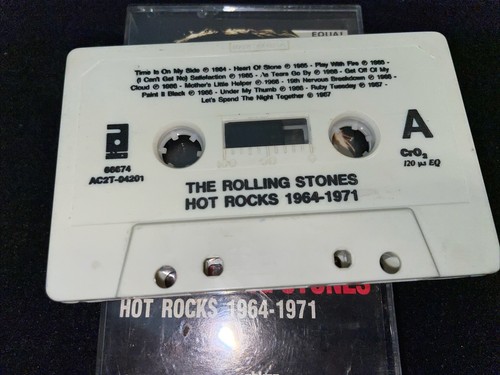 EQUAL
Time Is On My Side ℗ 1964 - Heart Of Stone ℗ 1965 - Play With Fire ℗ 1965 -
(I Can't Get No) Satisfaction ℗ 1965 - As Tears Go By ℗ 1965 - Get Off Of My
Cloud ℗ 1965 - Mother's Little Helper ℗ 1966 - 19th Nervous Breakdown ℗ 1966 -
Paint It Black ℗ 1966 - Under My Thumb ℗ 1966 - Ruby Tuesday ℗ 1967 -
Let's Spend The Night Together ℗ 1967
a
A
66674
AC2T-04201
CrO2
120 µs EQ
THE ROLLING STONES
HOT ROCKS 1964-1971
STONES
HOT ROCKS 1964-1971